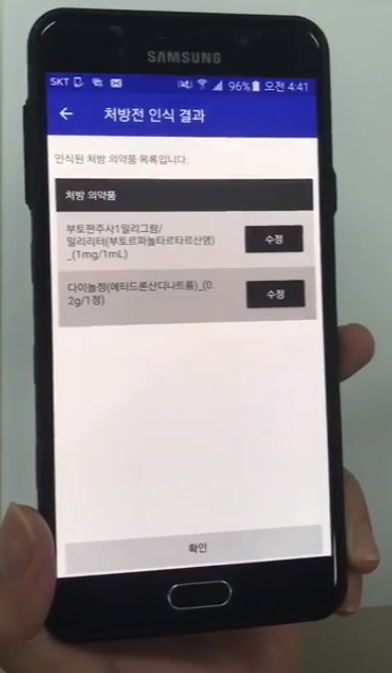 SAMSUNG
SKT 96% 오전 4:41
← 처방전 인식 결과
인식된 처방 의약품 목록입니다.
처방 의약품
부토판주사1밀리그람/
밀리리터(부토르파놀타르타르산염)
_(1mg/1mL)
수정
다이놀정(에티드론산디나트륨)_(0.
2g/1정)
수정
확인